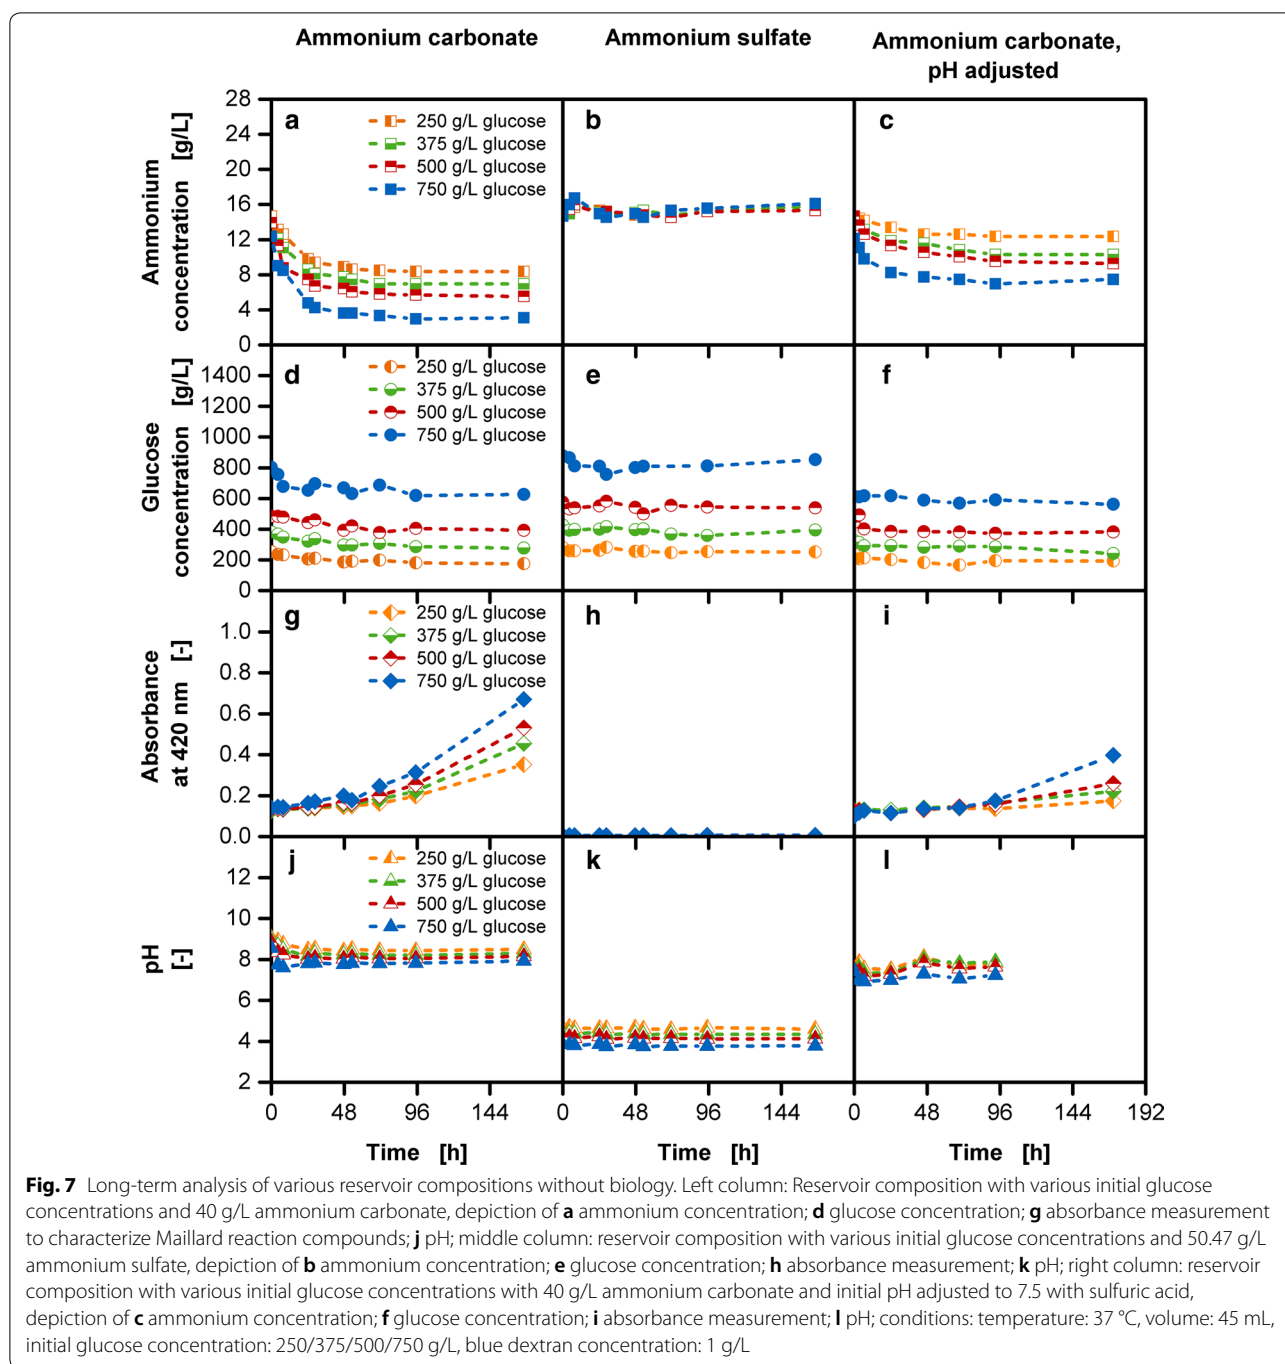 Ammonium carbonate
Ammonium sulfate
Ammonium carbonate,
pH adjusted
Ammonium
concentration [g/L]
28
24
20
16
12
8
4
0
a
250 g/L glucose
375 g/L glucose
500 g/L glucose
750 g/L glucose
b
c
Glucose
concentration [g/L]
1400
1200
1000
800
600
400
200
0
d
250 g/L glucose
375 g/L glucose
500 g/L glucose
750 g/L glucose
e
f
Absorbance
at 420 nm [-]
1.0
0.8
0.6
0.4
0.2
0.0
g
250 g/L glucose
375 g/L glucose
500 g/L glucose
750 g/L glucose
h
i
pH
[-]
12
10
8
6
4
2
j
250 g/L glucose
375 g/L glucose
500 g/L glucose
750 g/L glucose
k
l
0 48 96 144 0 48 96 144 0 48 96 144 192
Time [h] Time [h] Time [h]
Fig. 7 Long-term analysis of various reservoir compositions without biology. Left column: Reservoir composition with various initial glucose
concentrations and 40 g/L ammonium carbonate, depiction of a ammonium concentration; d glucose concentration; g absorbance measurement
to characterize Maillard reaction compounds; j pH; middle column: reservoir composition with various initial glucose concentrations and 50.47 g/L
ammonium sulfate, depiction of b ammonium concentration; e glucose concentration; h absorbance measurement; k pH; right column: reservoir
composition with various initial glucose concentrations with 40 g/L ammonium carbonate and initial pH adjusted to 7.5 with sulfuric acid,
depiction of c ammonium concentration; f glucose concentration; i absorbance measurement; l pH; conditions: temperature: 37 °C, volume: 45 mL,
initial glucose concentration: 250/375/500/750 g/L, blue dextran concentration: 1 g/L